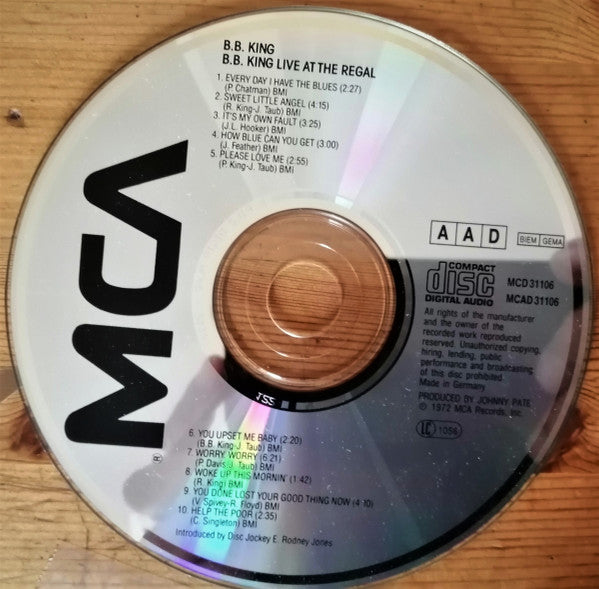 B.B. KING
B.B. KING LIVE AT THE REGAL
1. EVERY DAY I HAVE THE BLUES (2:27)
(P. Chatman) BMI
2. SWEET LITTLE ANGEL (4:15)
(R. King-J. Taub) BMI
3. IT'S MY OWN FAULT (3:25)
(J.L. Hooker) BMI
4. HOW BLUE CAN YOU GET (3:00)
(J. Feather) BMI
5. PLEASE LOVE ME (2:55)
(P. King-J. Taub) BMI
MCA
®
A A D
BIEM GEMA
COMPACT
disc
DIGITAL AUDIO
MCD 31106
MCAD 31106
All rights of the manufacturer
and the owner of the
recorded work reproduced
reserved. Unauthorized copying,
hiring, lending, public
performance and broadcasting
of this disc prohibited.
Made in Germany
PRODUCED BY JOHNNY PATE
℗ 1972 MCA Records, Inc.
LC 1056
6. YOU UPSET ME BABY (2:20)
(B.B. King-J. Taub) BMI
7. WORRY WORRY (6:21)
(P. Davis-J. Taub) BMI
8. WOKE UP THIS MORNIN' (1:42)
(R. King) BMI
9. YOU DONE LOST YOUR GOOD THING NOW (4:10)
(V. Spivey-R. Floyd) BMI
10. HELP THE POOR (2:35)
(C. Singleton) BMI
Introduced by Disc Jockey E. Rodney Jones